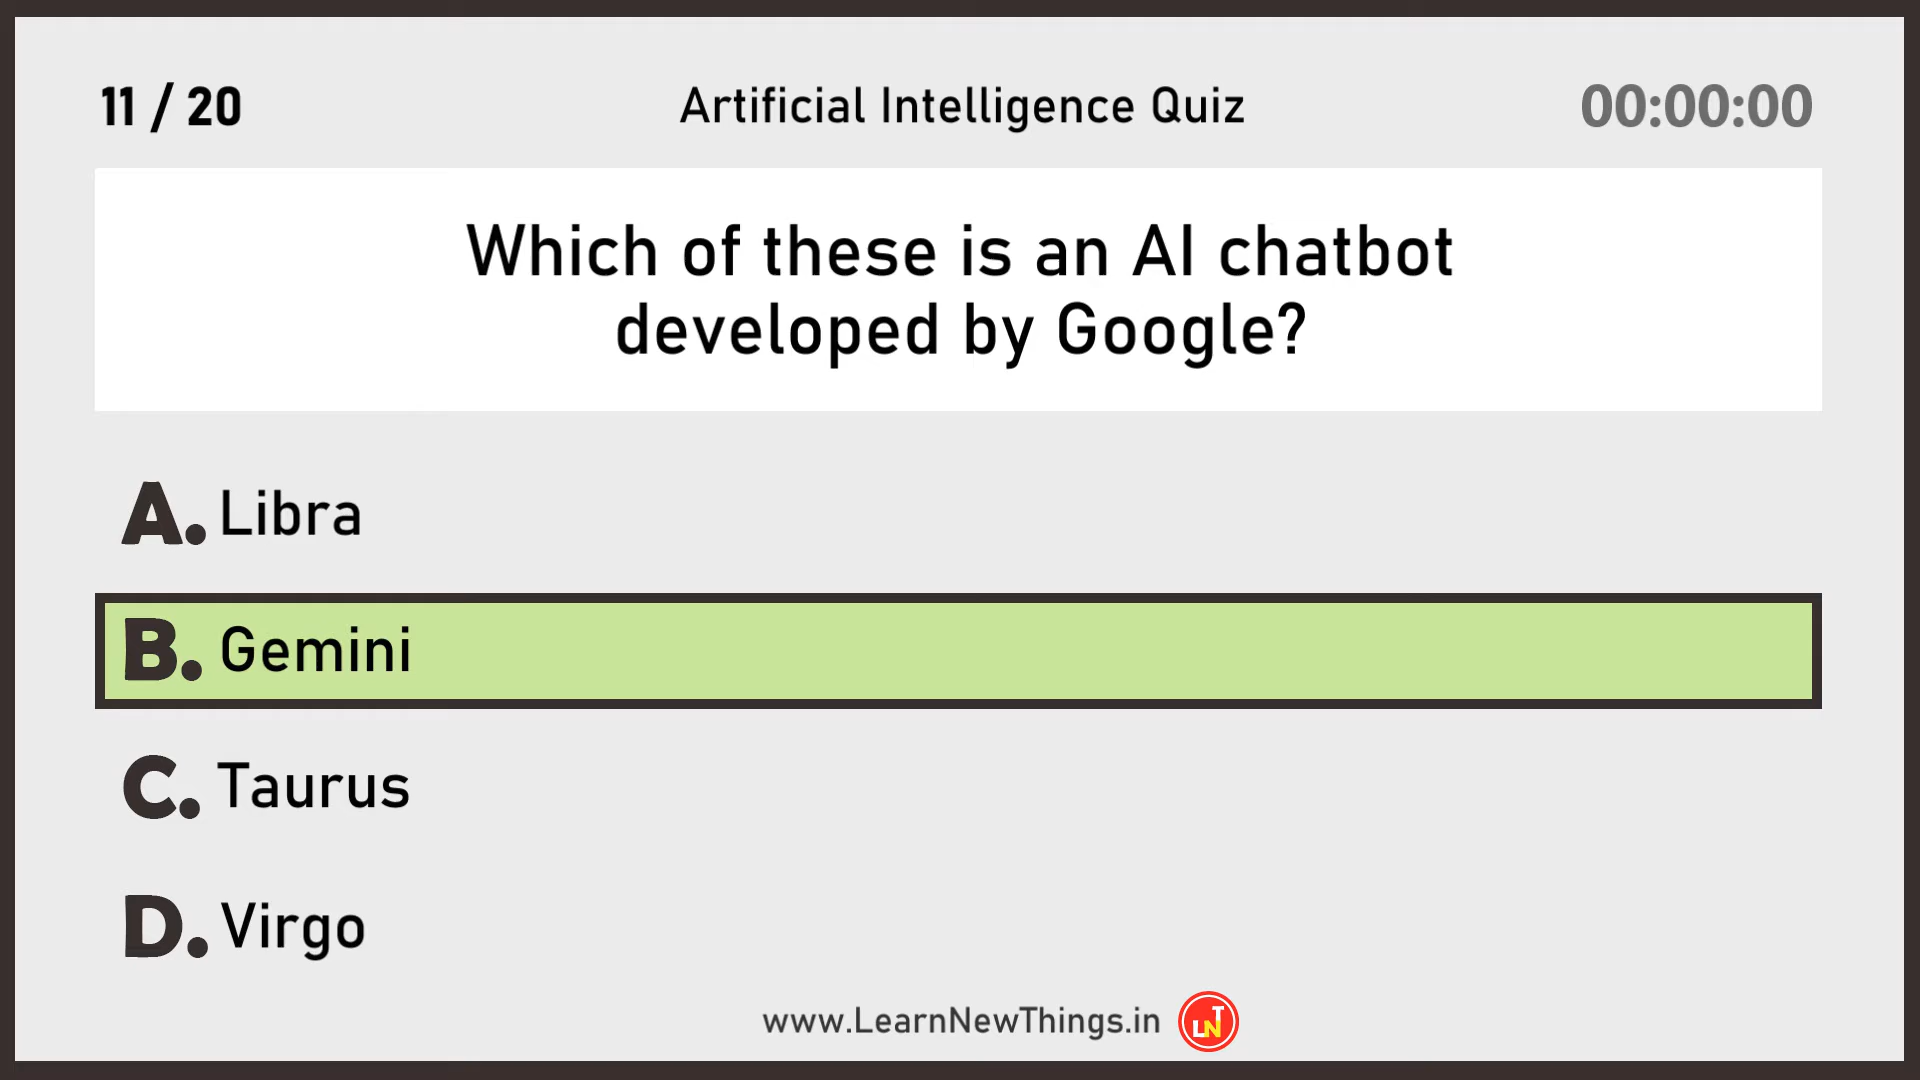 11 / 20
Artificial Intelligence Quiz
00:00:00
Which of these is an AI chatbot
developed by Google?
A. Libra
B. Gemini
C. Taurus
D. Virgo
www.LearnNewThings.in
LNT